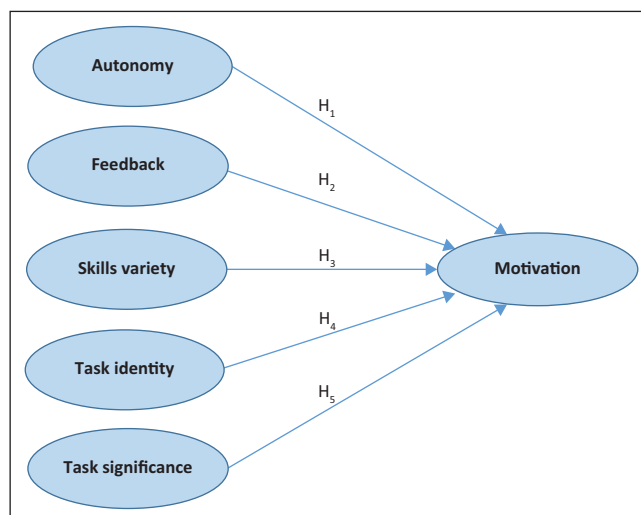 Autonomy
H₁
Feedback
H₂
Skills variety
H₃
Motivation
Task identity
H₄
Task significance
H₅